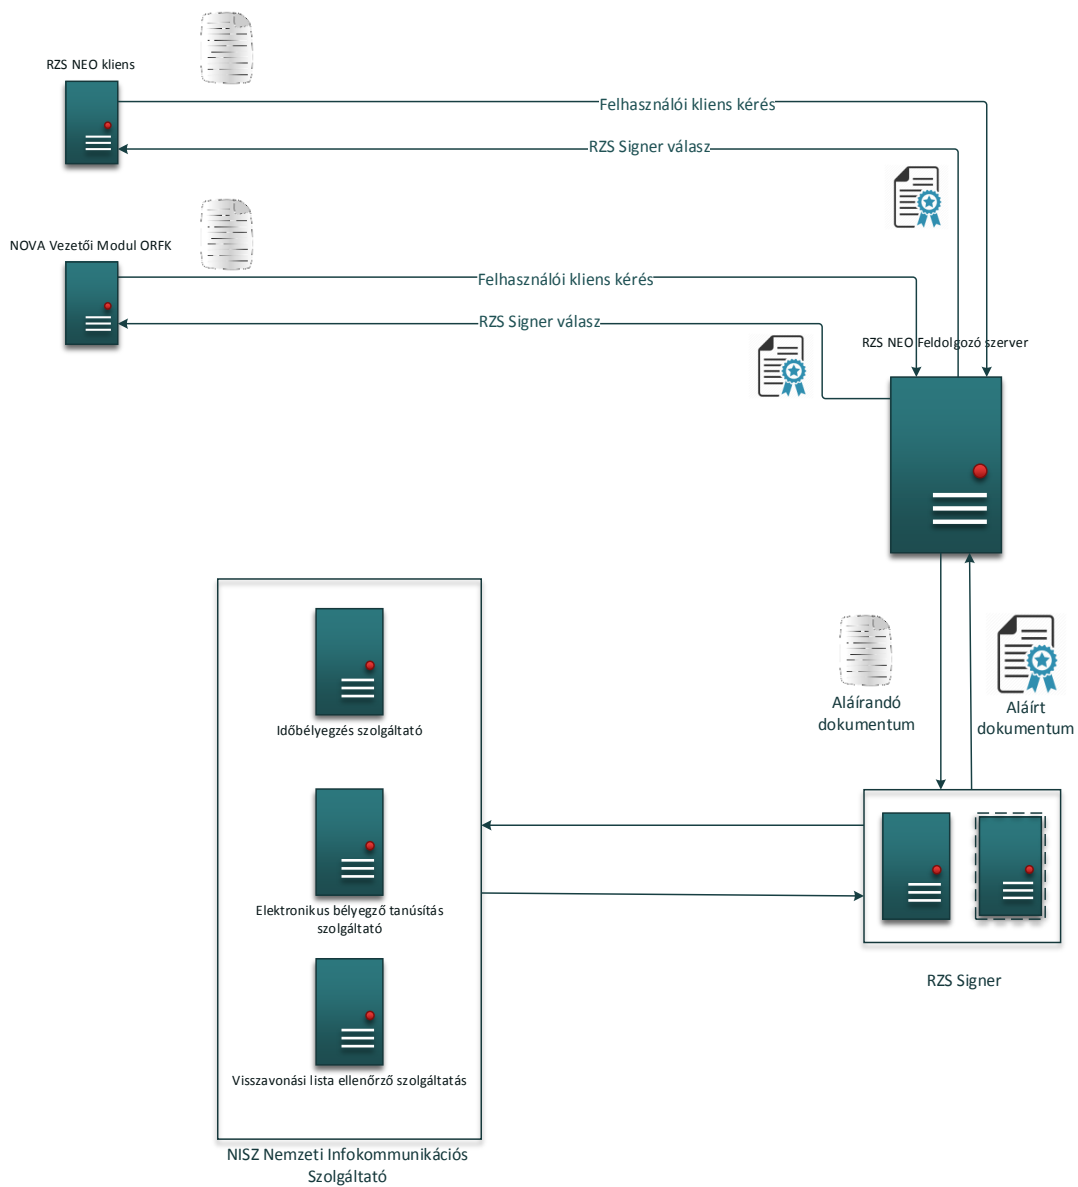 RZS NEO kliens
Felhasználói kliens kérés
RZS Signer válasz
NOVA Vezetői Modul ORFK
Felhasználói kliens kérés
RZS Signer válasz
RZS NEO Feldolgozó szerver
Aláírandó
dokumentum
Aláírt
dokumentum
Időbélyegzés szolgáltató
Elektronikus bélyegző tanúsítás
szolgáltató
RZS Signer
Visszavonási lista ellenőrző szolgáltatás
NISZ Nemzeti Infokommunikációs
Szolgáltató